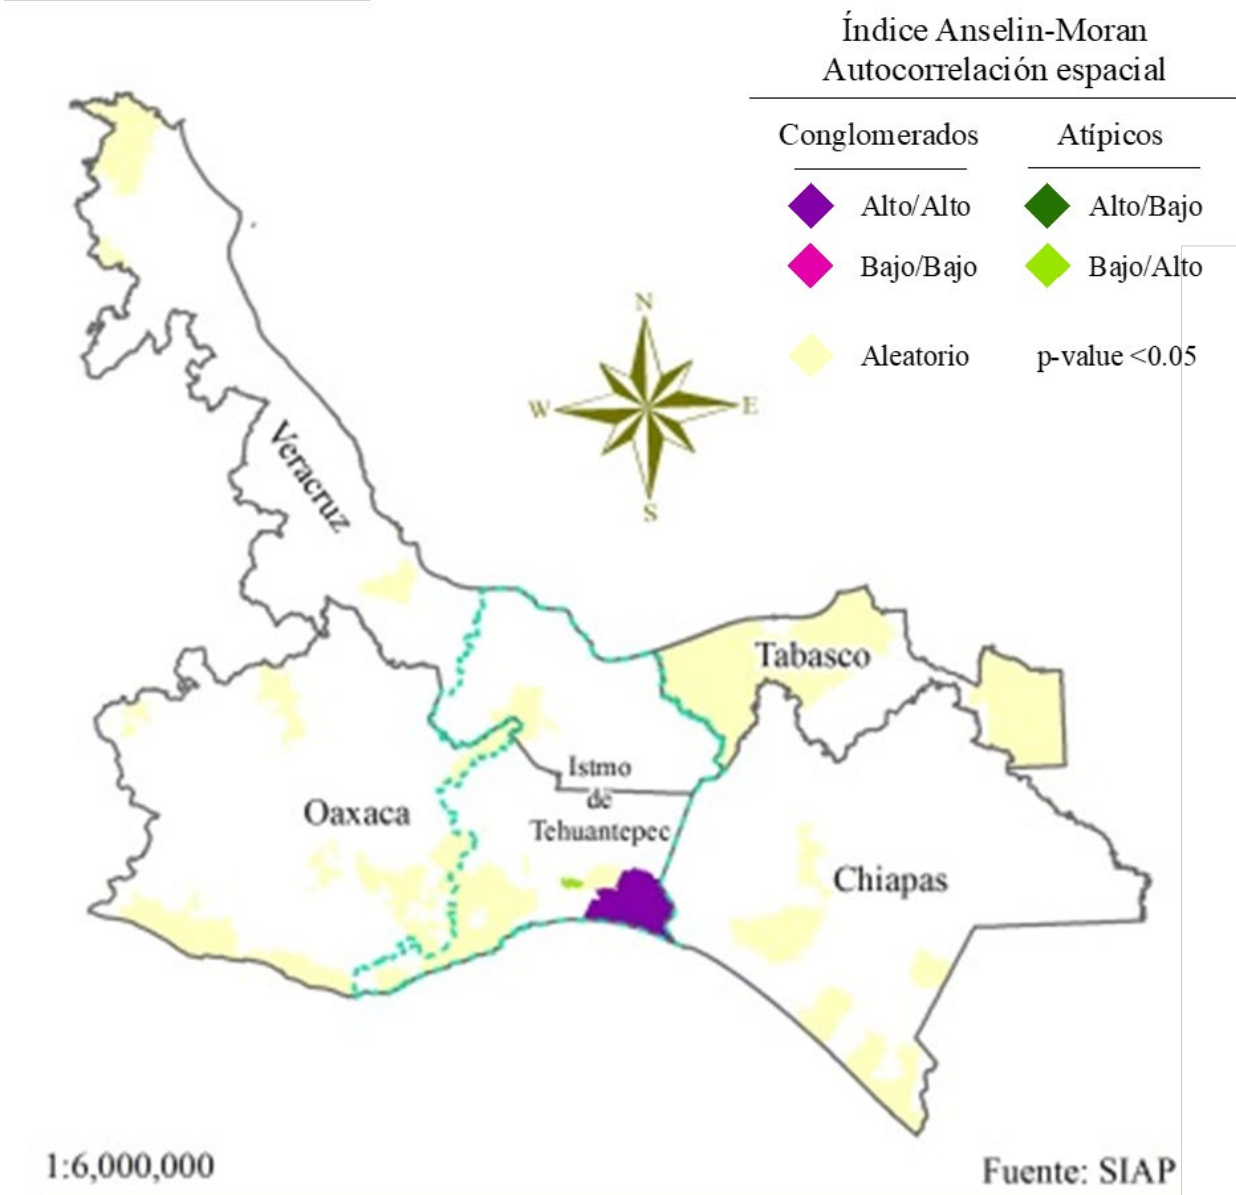 Índice Anselin-Moran
Autocorrelación espacial
Conglomerados
Atípicos
Alto/Alto
Alto/Bajo
Bajo/Bajo
Bajo/Alto
Aleatorio
p-value <0.05
N
W
E
S
Veracruz
Tabasco
Istmo
de
Tehuantepec
Oaxaca
Chiapas
1:6,000,000
Fuente: SIAP